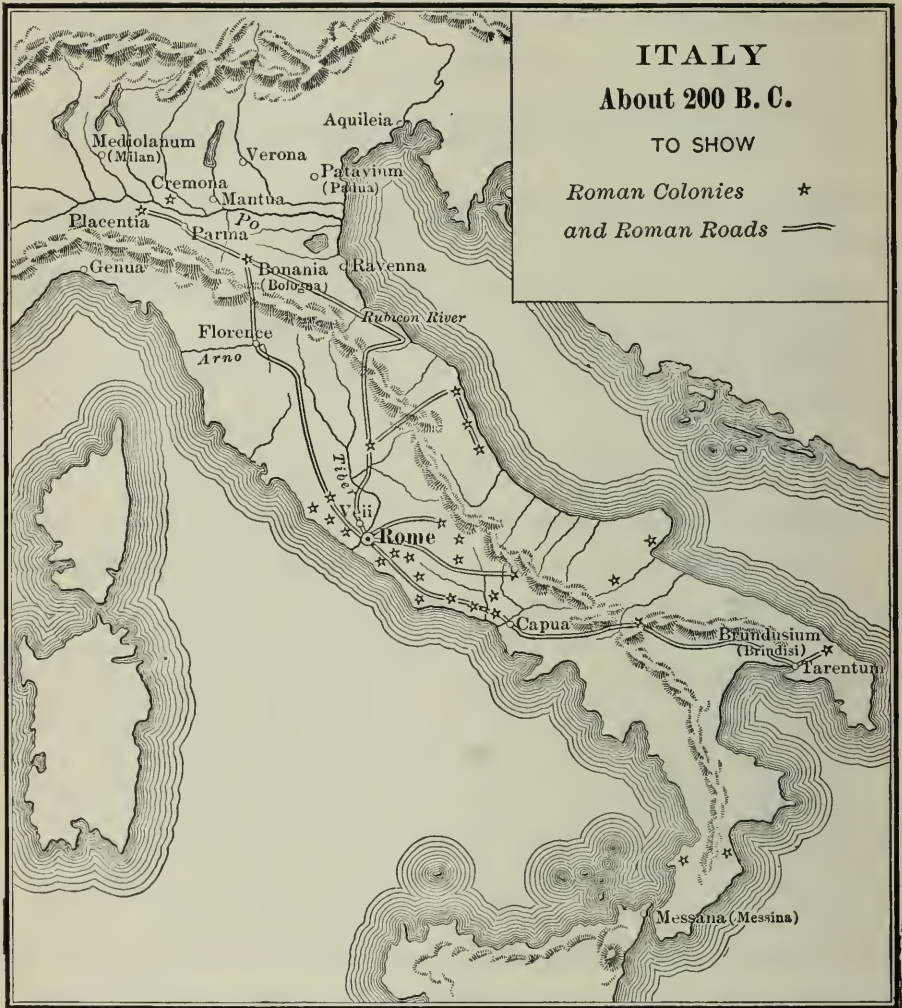 ITALY
About 200 B. C.
TO SHOW
Roman Colonies
and Roman Roads
Aquileia
Mediolanum
(Milan)
Verona
Patavium
(Padua)
Cremona
Mantua
Placentia
Po
Parma
Genua
Bonania
(Bologna)
Ravenna
Rubicon River
Florence
Arno
Tiber
Veii
Rome
Capua
Brundusium
(Brindisi)
Tarentum
Messana (Messina)